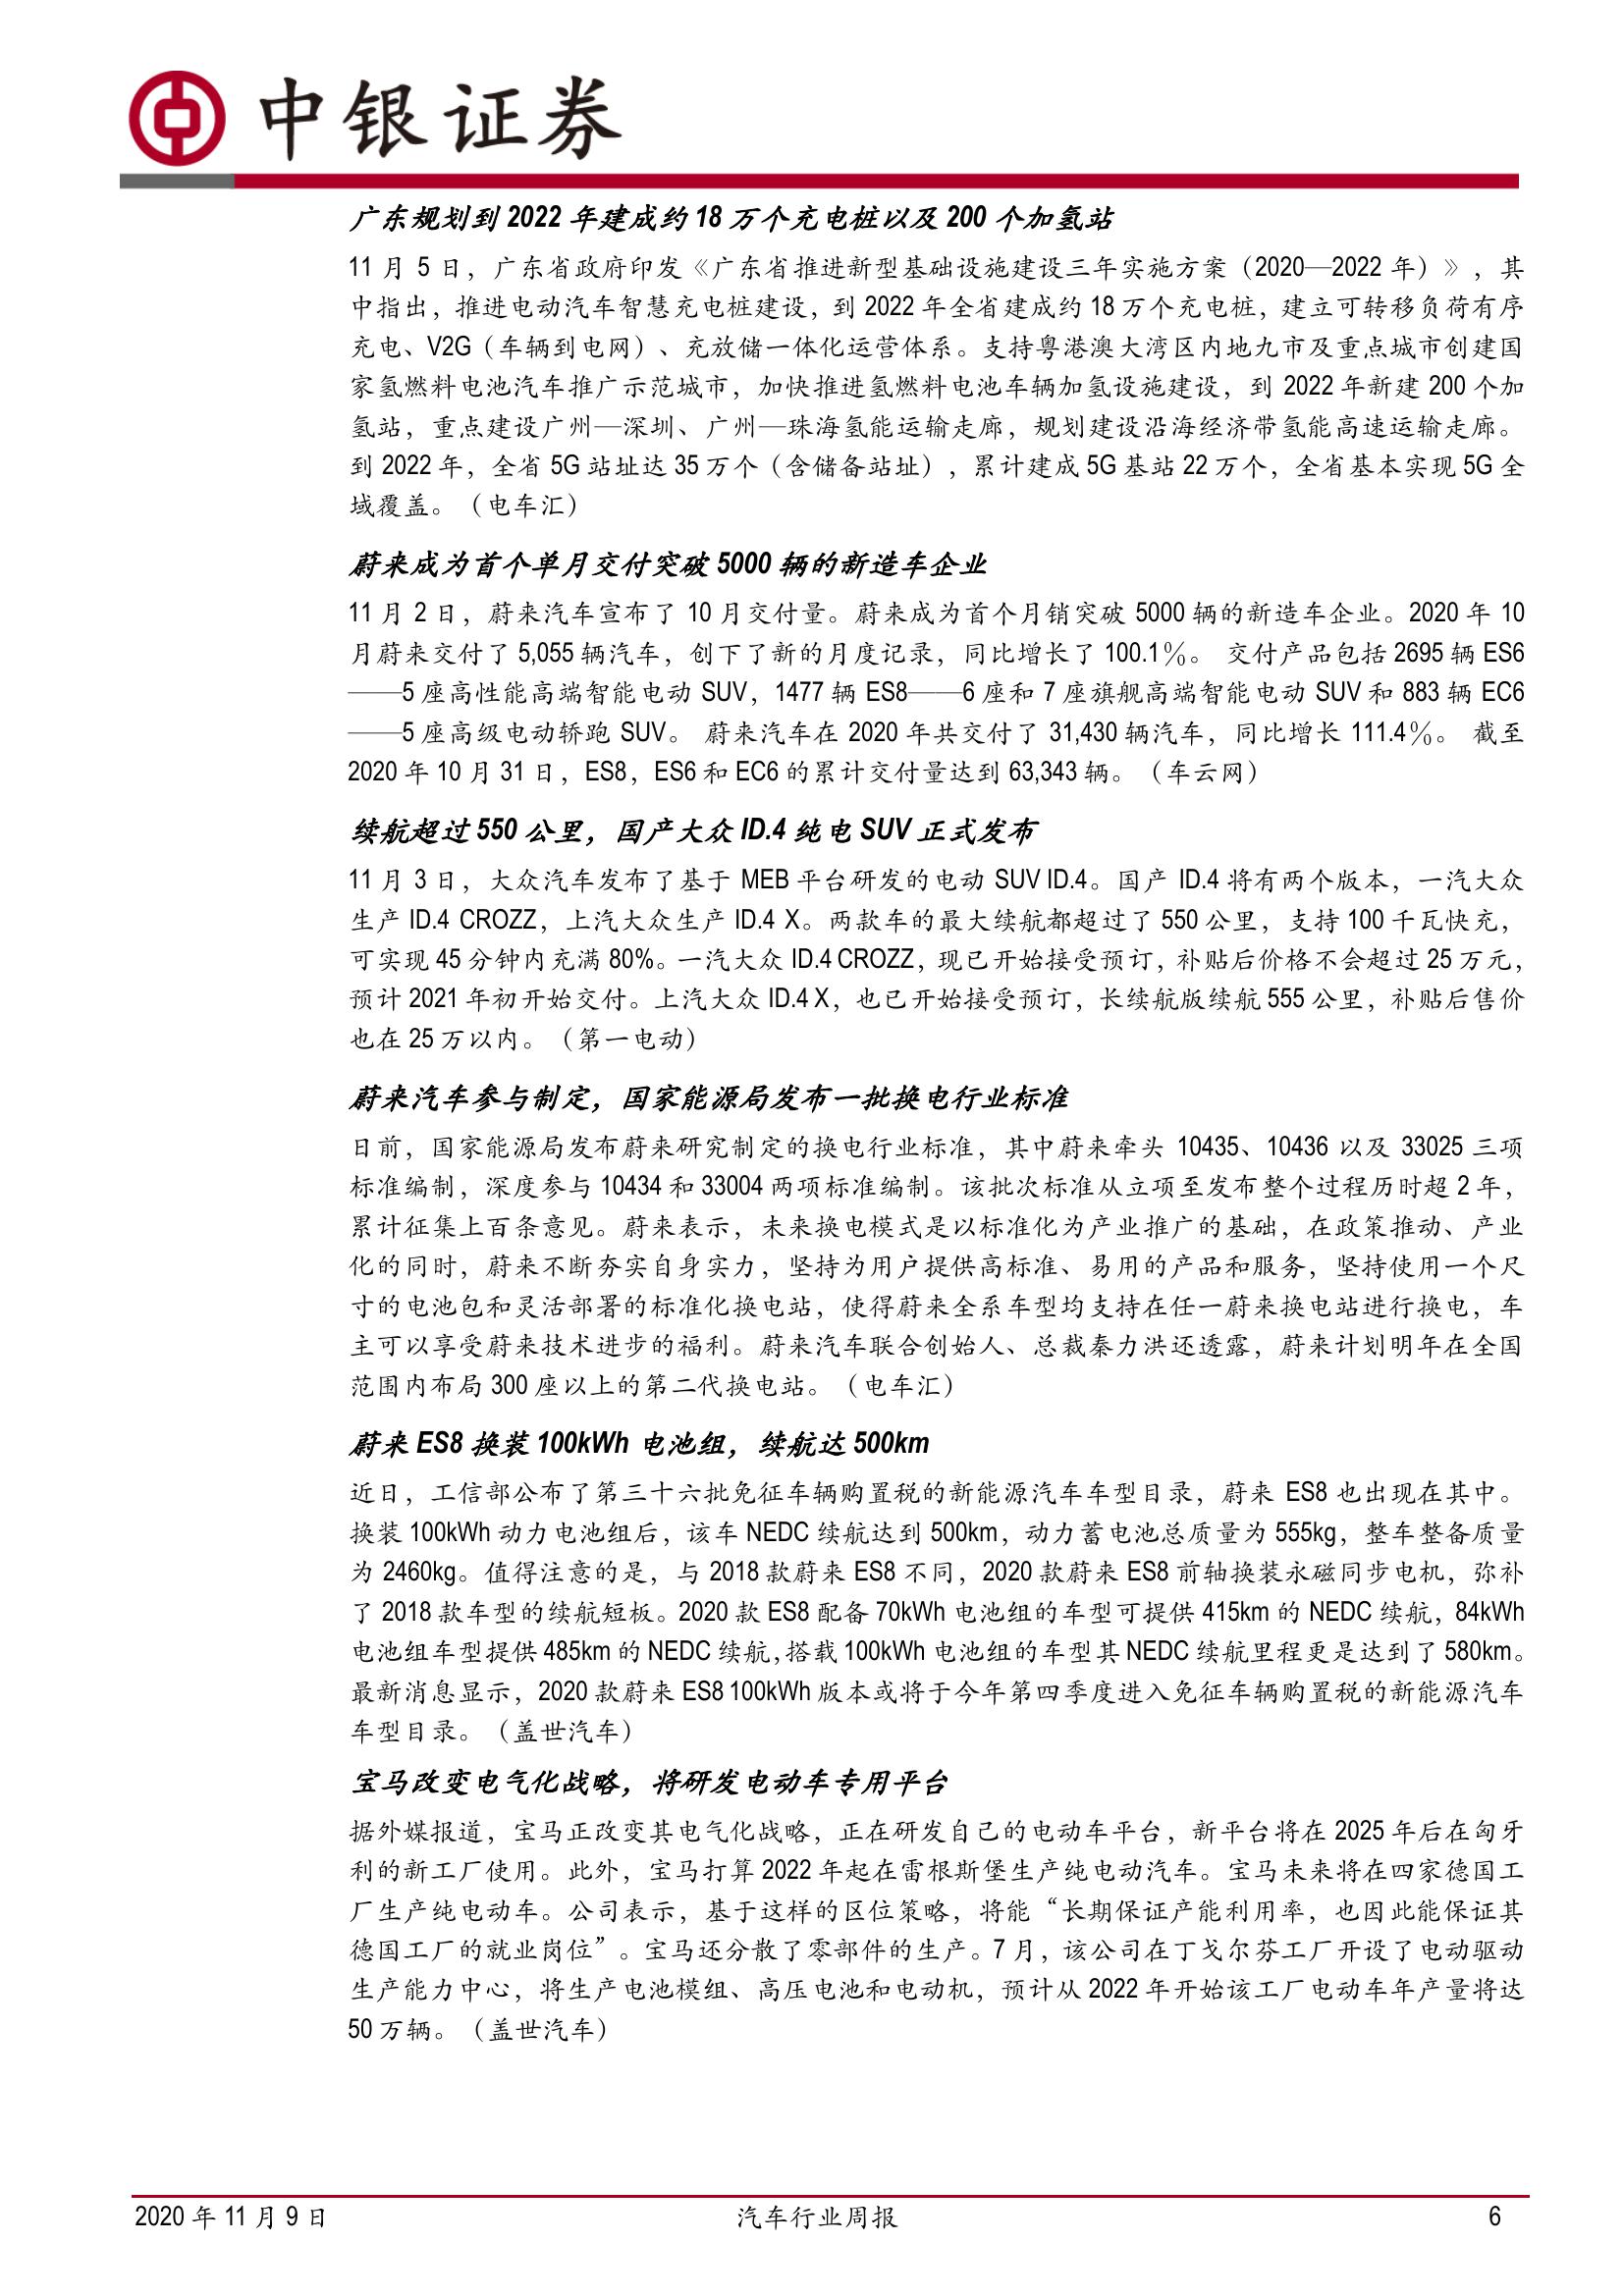 中银证券
广东规划到 2022 年建成约 18 万个充电桩以及 200 个加氢站
11 月 5 日，广东省政府印发《广东省推进新型基础设施建设三年实施方案（2020—2022 年）》，其
中指出，推进电动汽车智慧充电桩建设，到 2022 年全省建成约 18 万个充电桩，建立可转移负荷有序
充电、V2G（车辆到电网）、充放储一体化运营体系。支持粤港澳大湾区内地九市及重点城市创建国
家氢燃料电池汽车推广示范城市，加快推进氢燃料电池车辆加氢设施建设，到 2022 年新建 200 个加
氢站，重点建设广州—深圳、广州—珠海氢能运输走廊，规划建设沿海经济带氢能高速运输走廊。
到 2022 年，全省 5G 站址达 35 万个（含储备站址），累计建成 5G 基站 22 万个，全省基本实现 5G 全
域覆盖。（电车汇）
蔚来成为首个单月交付突破 5000 辆的新造车企业
11 月 2 日，蔚来汽车宣布了 10 月交付量。蔚来成为首个月销突破 5000 辆的新造车企业。2020 年 10
月蔚来交付了 5,055 辆汽车，创下了新的月度记录，同比增长了 100.1％。 交付产品包括 2695 辆 ES6
——5 座高性能高端智能电动 SUV，1477 辆 ES8——6 座和 7 座旗舰高端智能电动 SUV 和 883 辆 EC6
——5 座高级电动轿跑 SUV。 蔚来汽车在 2020 年共交付了 31,430 辆汽车，同比增长 111.4％。 截至
2020 年 10 月 31 日，ES8，ES6 和 EC6 的累计交付量达到 63,343 辆。（车云网）
续航超过 550 公里，国产大众 ID.4 纯电 SUV 正式发布
11 月 3 日，大众汽车发布了基于 MEB 平台研发的电动 SUV ID.4。国产 ID.4 将有两个版本，一汽大众
生产 ID.4 CROZZ，上汽大众生产 ID.4 X。两款车的最大续航都超过了 550 公里，支持 100 千瓦快充，
可实现 45 分钟内充满 80%。一汽大众 ID.4 CROZZ，现已开始接受预订，补贴后价格不会超过 25 万元，
预计 2021 年初开始交付。上汽大众 ID.4 X，也已开始接受预订，长续航版续航 555 公里，补贴后售价
也在 25 万以内。（第一电动）
蔚来汽车参与制定，国家能源局发布一批换电行业标准
日前，国家能源局发布蔚来研究制定的换电行业标准，其中蔚来牵头 10435、10436 以及 33025 三项
标准编制，深度参与 10434 和 33004 两项标准编制。该批次标准从立项至发布整个过程历时超 2 年，
累计征集上百条意见。蔚来表示，未来换电模式是以标准化为产业推广的基础，在政策推动、产业
化的同时，蔚来不断夯实自身实力，坚持为用户提供高标准、易用的产品和服务，坚持使用一个尺
寸的电池包和灵活部署的标准化换电站，使得蔚来全系车型均支持在任一蔚来换电站进行换电，车
主可以享受蔚来技术进步的福利。蔚来汽车联合创始人、总裁秦力洪还透露，蔚来计划明年在全国
范围内布局 300 座以上的第二代换电站。（电车汇）
蔚来 ES8 换装 100kWh 电池组，续航达 500km
近日，工信部公布了第三十六批免征车辆购置税的新能源汽车车型目录，蔚来 ES8 也出现在其中。
换装 100kWh 动力电池组后，该车 NEDC 续航达到 500km，动力蓄电池总质量为 555kg，整车整备质量
为 2460kg。值得注意的是，与 2018 款蔚来 ES8 不同，2020 款蔚来 ES8 前轴换装永磁同步电机，弥补
了 2018 款车型的续航短板。2020 款 ES8 配备 70kWh 电池组的车型可提供 415km 的 NEDC 续航，84kWh
电池组车型提供 485km 的 NEDC 续航，搭载 100kWh 电池组的车型其 NEDC 续航里程更是达到了 580km。
最新消息显示，2020 款蔚来 ES8 100kWh 版本或将于今年第四季度进入免征车辆购置税的新能源汽车
车型目录。（盖世汽车）
宝马改变电气化战略，将研发电动车专用平台
据外媒报道，宝马正改变其电气化战略，正在研发自己的电动车平台，新平台将在 2025 年后在匈牙
利的新工厂使用。此外，宝马打算 2022 年起在雷根斯堡生产纯电动汽车。宝马未来将在四家德国工
厂生产纯电动车。公司表示，基于这样的区位策略，将能“长期保证产能利用率，也因此能保证其
德国工厂的就业岗位”。宝马还分散了零部件的生产。7 月，该公司在丁戈尔芬工厂开设了电动驱动
生产能力中心，将生产电池模组、高压电池和电动机，预计从 2022 年开始该工厂电动车年产量将达
50 万辆。（盖世汽车）
2020 年 11 月 9 日 汽车行业周报 6